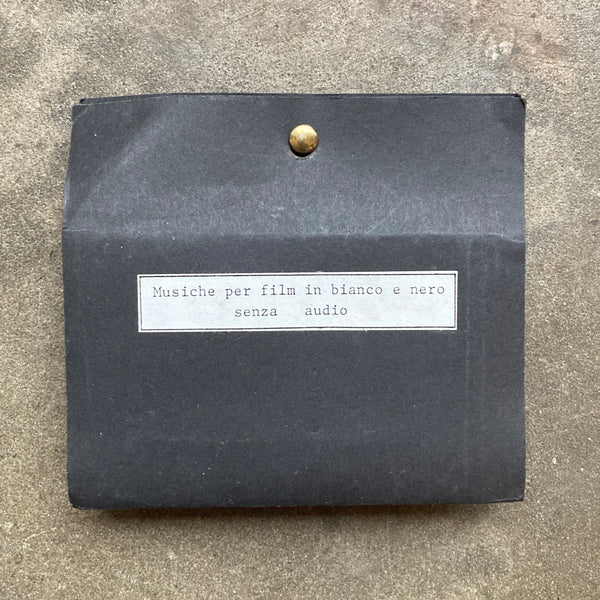 Musiche per film in bianco e nero
senza audio